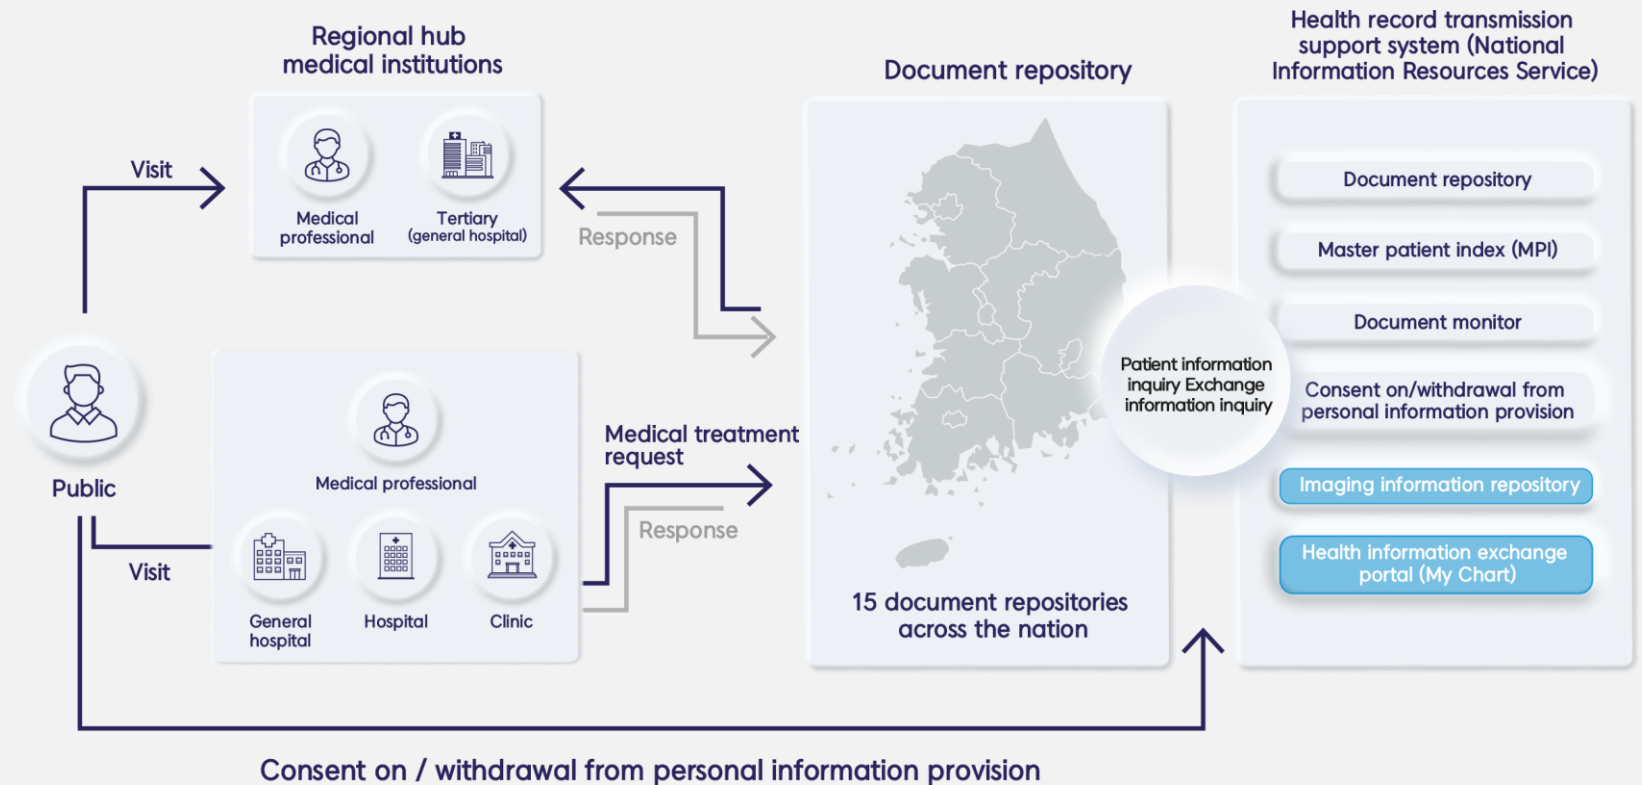 Regional hub
medical institutions
Document repository
Health record transmission
support system (National
Information Resources Service)
Visit
Medical
professional
Tertiary
(general hospital)
Response
Public
Visit
Medical professional
General
hospital
Hospital
Clinic
Medical treatment
request
Response
15 document repositories
across the nation
Patient information
inquiry Exchange
information inquiry
Document repository
Master patient index (MPI)
Document monitor
Consent on/withdrawal from
personal information provision
Imaging information repository
Health information exchange
portal (My Chart)
Consent on / withdrawal from personal information provision